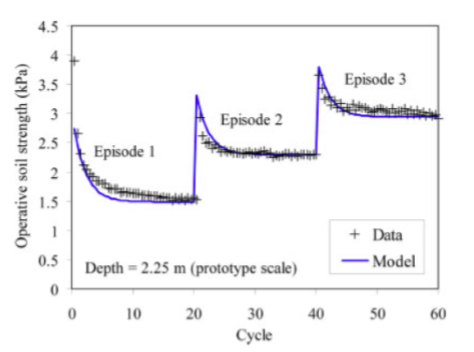 4.5
4
3.5
3
2.5
2
1.5
1
0.5
0
Operative soil strength (kPa)
Episode 1
Episode 2
Episode 3
Data
Model
Depth = 2.25 m (prototype scale)
0 10 20 30 40 50 60
Cycle